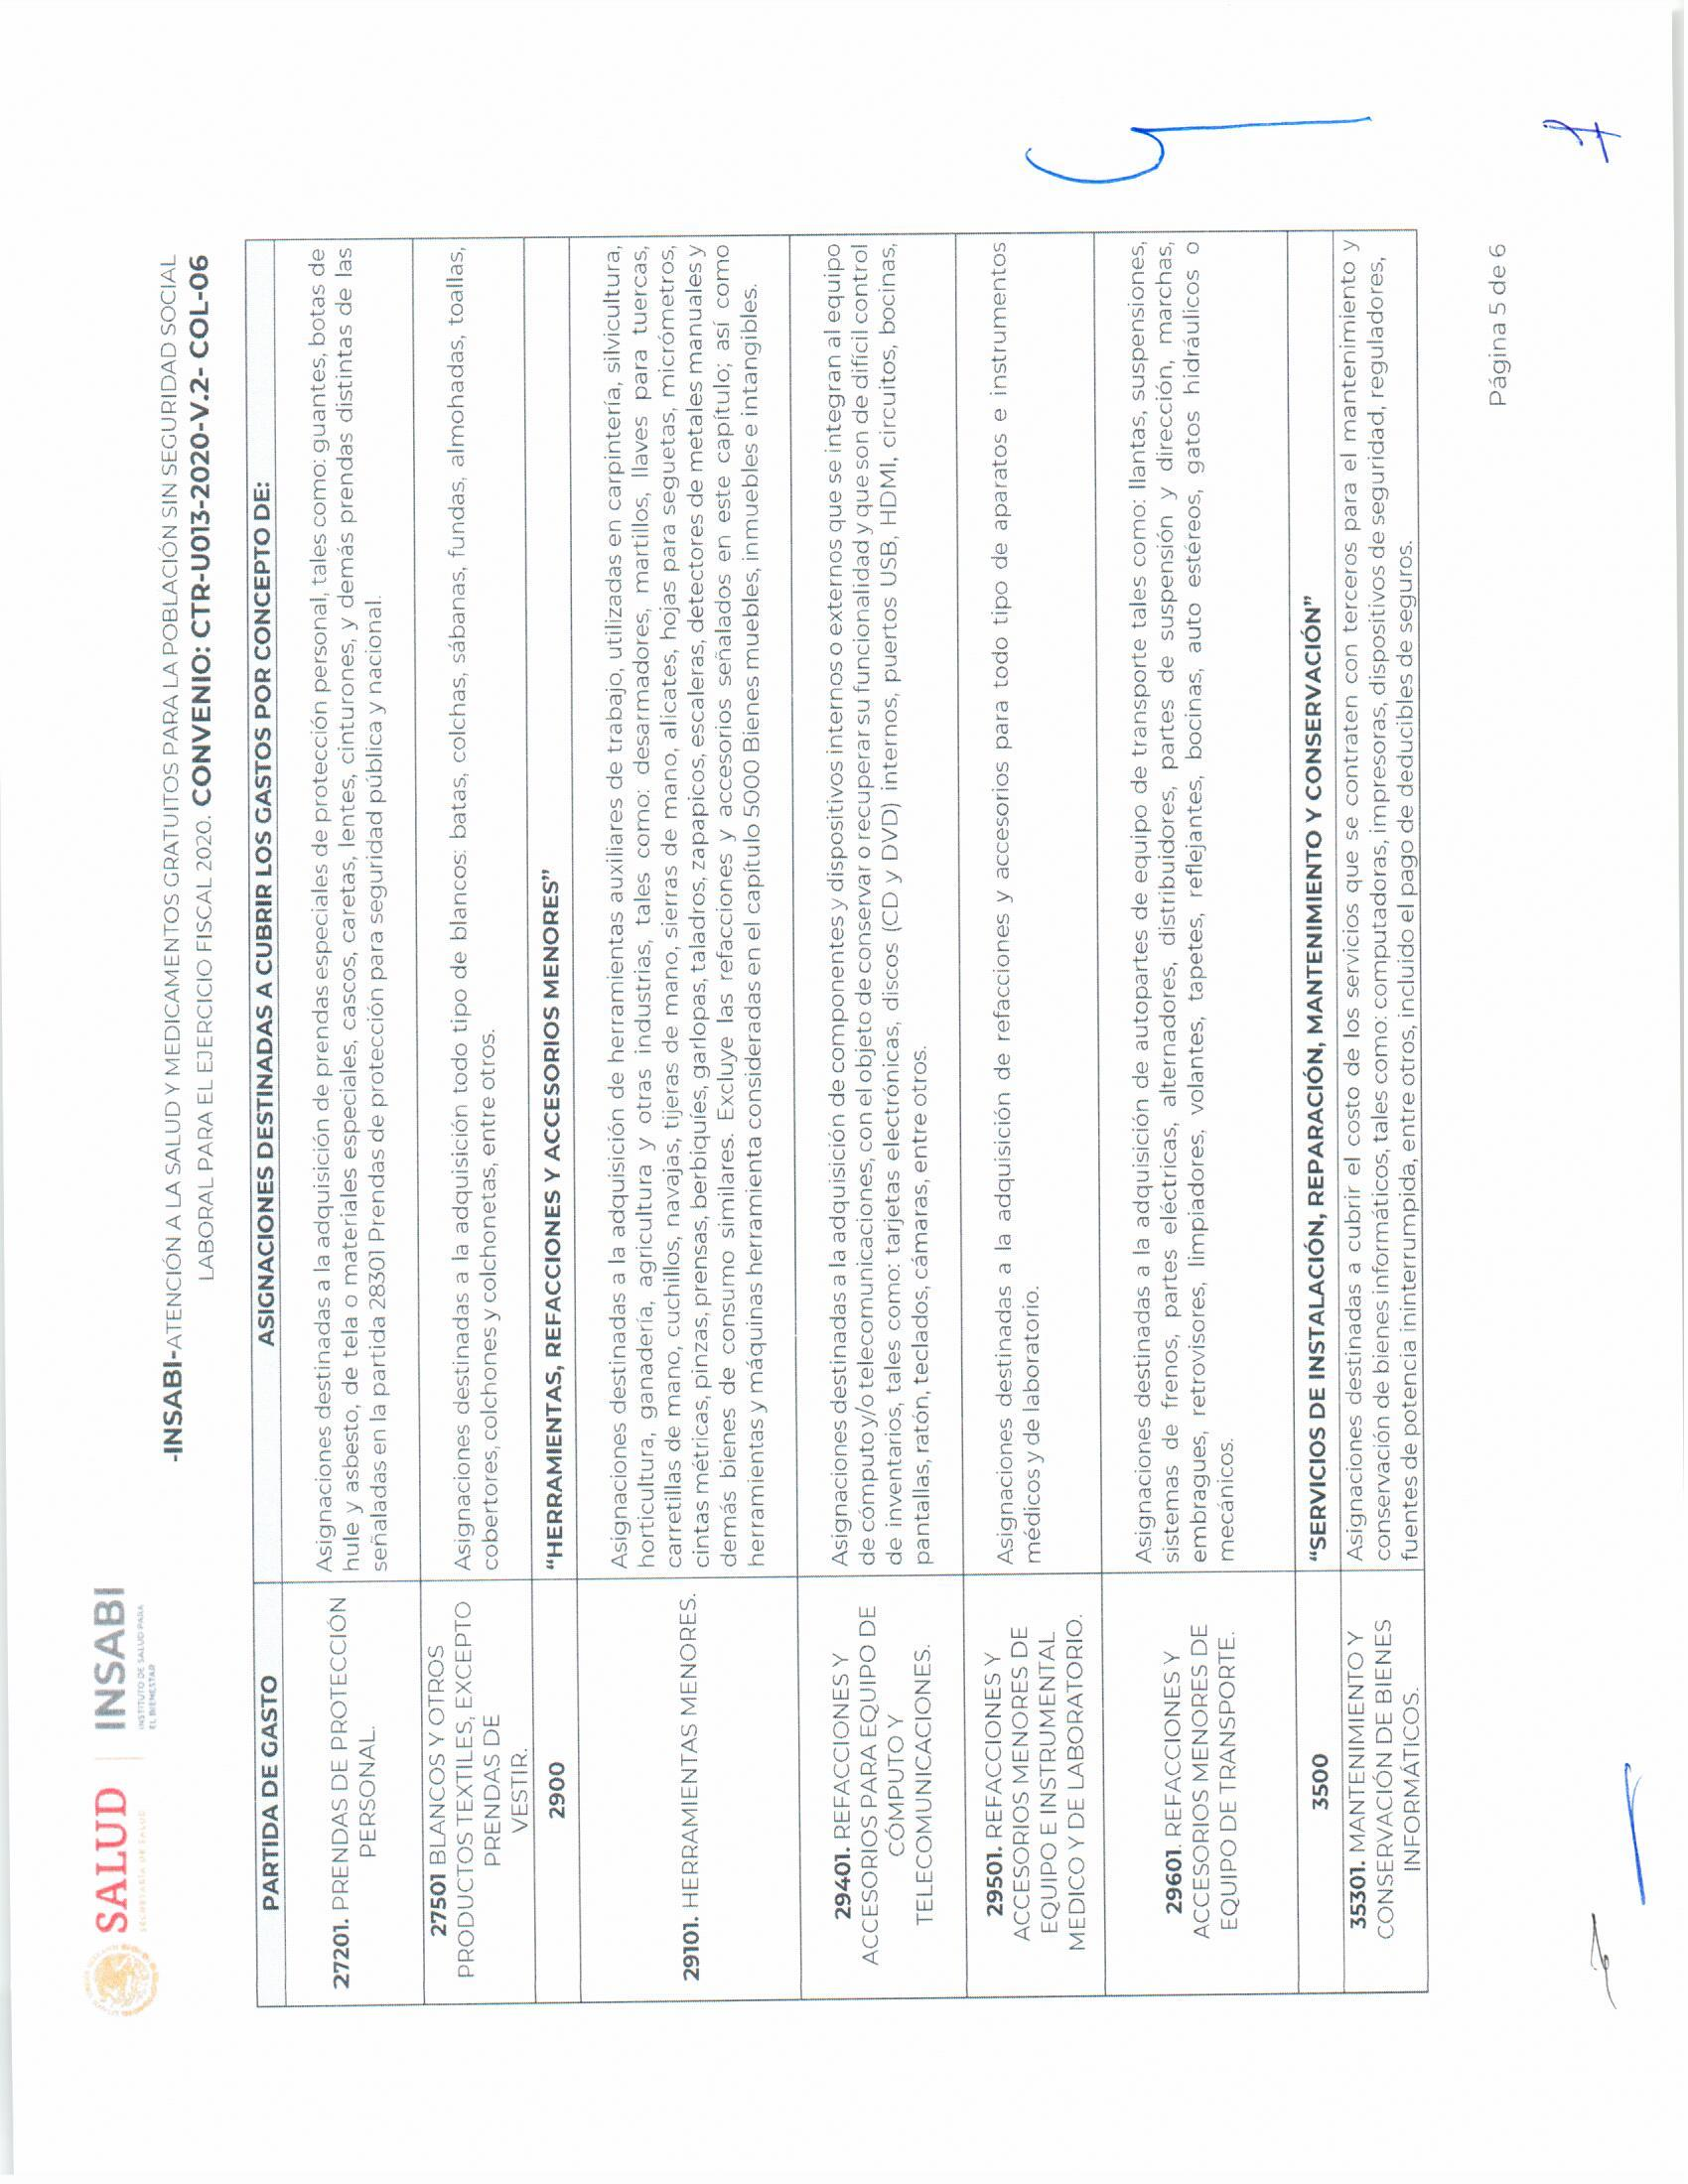 SALUD
SECRETARÍA DE SALUD
INSABI
INSTITUTO DE SALUD PARA
EL BIENESTAR
-INSABI-ATENCIÓN A LA SALUD Y MEDICAMENTOS GRATUITOS PARA LA POBLACIÓN SIN SEGURIDAD SOCIAL
LABORAL PARA EL EJERCICIO FISCAL 2020. CONVENIO: CTR-U013-2020-V.2- COL-06
PARTIDA DE GASTO
ASIGNACIONES DESTINADAS A CUBRIR LOS GASTOS POR CONCEPTO DE:
27201. PRENDAS DE PROTECCIÓN
PERSONAL.
Asignaciones destinadas a la adquisición de prendas especiales de protección personal, tales como: guantes, botas de
hule y asbesto, de tela o materiales especiales, cascos, caretas, lentes, cinturones, y demás prendas distintas de las
señaladas en la partida 28301 Prendas de protección para seguridad pública y nacional.
27501 BLANCOS Y OTROS
PRODUCTOS TEXTILES, EXCEPTO
PRENDAS DE
VESTIR.
Asignaciones destinadas a la adquisición todo tipo de blancos: batas, colchas, sábanas, fundas, almohadas, toallas,
cobertores, colchones y colchonetas, entre otros.
2900
“HERRAMIENTAS, REFACCIONES Y ACCESORIOS MENORES”
29101. HERRAMIENTAS MENORES.
Asignaciones destinadas a la adquisición de herramientas auxiliares de trabajo, utilizadas en carpintería, silvicultura,
horticultura, ganadería, agricultura y otras industrias, tales como: desarmadores, martillos, llaves para tuercas,
carretillas de mano, cuchillos, navajas, tijeras de mano, sierras de mano, alicates, hojas para seguetas, micrómetros,
cintas métricas, pinzas, prensas, berbiquíes, garlopas, taladros, zapapicos, escaleras, detectores de metales manuales y
demás bienes de consumo similares. Excluye las refacciones y accesorios señalados en este capítulo; así como
herramientas y máquinas herramienta consideradas en el capítulo 5000 Bienes muebles, inmuebles e intangibles.
29401. REFACCIONES Y
ACCESORIOS PARA EQUIPO DE
CÓMPUTO Y
TELECOMUNICACIONES.
Asignaciones destinadas a la adquisición de componentes y dispositivos internos o externos que se integran al equipo
de cómputo y/o telecomunicaciones, con el objeto de conservar o recuperar su funcionalidad y que son de difícil control
de inventarios, tales como: tarjetas electrónicas, discos (CD y DVD) internos, puertos USB, HDMI, circuitos, bocinas,
pantallas, ratón, teclados, cámaras, entre otros.
29501. REFACCIONES Y
ACCESORIOS MENORES DE
EQUIPO E INSTRUMENTAL
MEDICO Y DE LABORATORIO.
Asignaciones destinadas a la adquisición de refacciones y accesorios para todo tipo de aparatos e instrumentos
médicos y de laboratorio.
29601. REFACCIONES Y
ACCESORIOS MENORES DE
EQUIPO DE TRANSPORTE.
Asignaciones destinadas a la adquisición de autopartes de equipo de transporte tales como: llantas, suspensiones,
sistemas de frenos, partes eléctricas, alternadores, distribuidores, partes de suspensión y dirección, marchas,
embragues, retrovisores, limpiadores, volantes, tapetes, reflejantes, bocinas, auto estéreos, gatos hidráulicos o
mecánicos.
3500
“SERVICIOS DE INSTALACIÓN, REPARACIÓN, MANTENIMIENTO Y CONSERVACIÓN”
35301. MANTENIMIENTO Y
CONSERVACIÓN DE BIENES
INFORMÁTICOS.
Asignaciones destinadas a cubrir el costo de los servicios que se contraten con terceros para el mantenimiento y
conservación de bienes informáticos, tales como: computadoras, impresoras, dispositivos de seguridad, reguladores,
fuentes de potencia ininterrumpida, entre otros, incluido el pago de deducibles de seguros.
Página 5 de 6